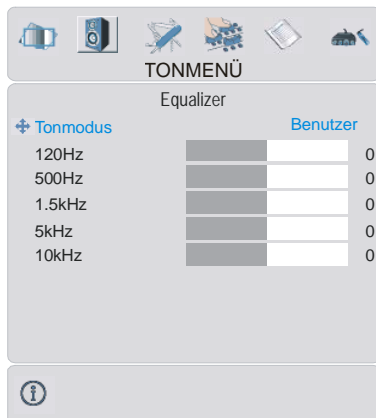 TONMENÜ
Equalizer
Tonmodus Benutzer
120Hz 0
500Hz 0
1.5kHz 0
5kHz 0
10kHz 0